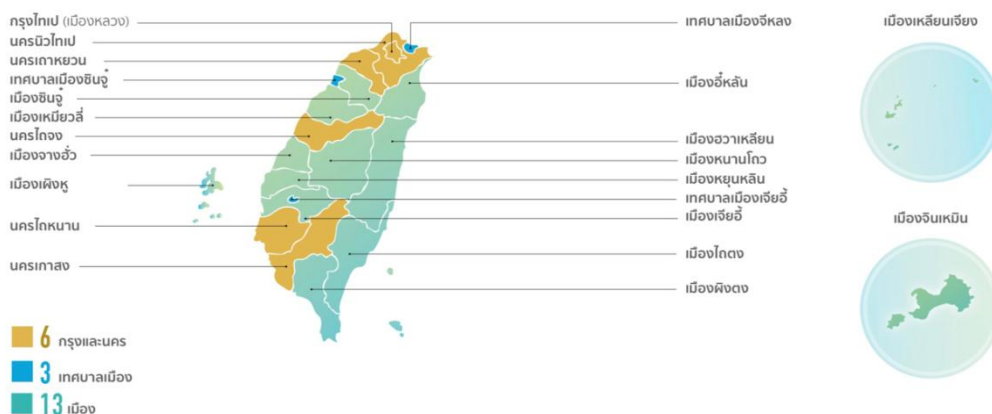 กรุงไทเป (เมืองหลวง)
นครนิวไทเป
นครเถาหยวน
เทศบาลเมืองซินจู๋
เมืองซินจู๋
เมืองเหมียวลี่
นครไถจง
เมืองจางฮั่ว
เมืองเผิงหู
นครไถหนาน
นครเกาสง
เทศบาลเมืองจีหลง
เมืองอี๋หลัน
เมืองฮวาเหลียน
เมืองหนานโถว
เมืองหยุนหลิน
เทศบาลเมืองเจียอี้
เมืองเจียอี้
เมืองไถตง
เมืองผิงตง
เมืองเหลียนเจียง
เมืองจินเหมิน
6 กรุงและนคร
3 เทศบาลเมือง
13 เมือง